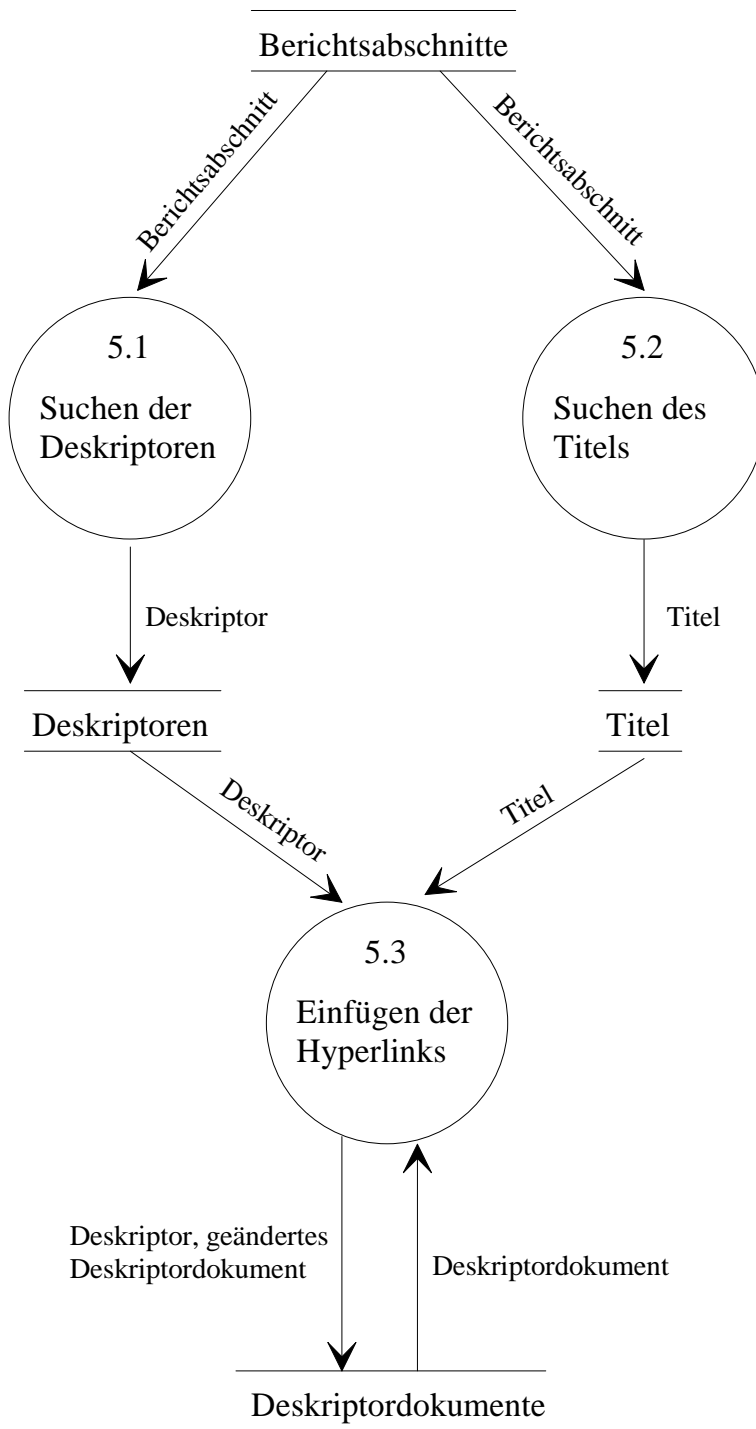 Berichtsabschnitte
Berichtsabschnitt
Berichtsabschnitt
5.1
Suchen der
Deskriptoren
5.2
Suchen des
Titels
Deskriptor
Titel
Deskriptoren
Titel
Deskriptor
Titel
5.3
Einfügen der
Hyperlinks
Deskriptor, geändertes
Deskriptordokument
Deskriptordokument
Deskriptordokumente